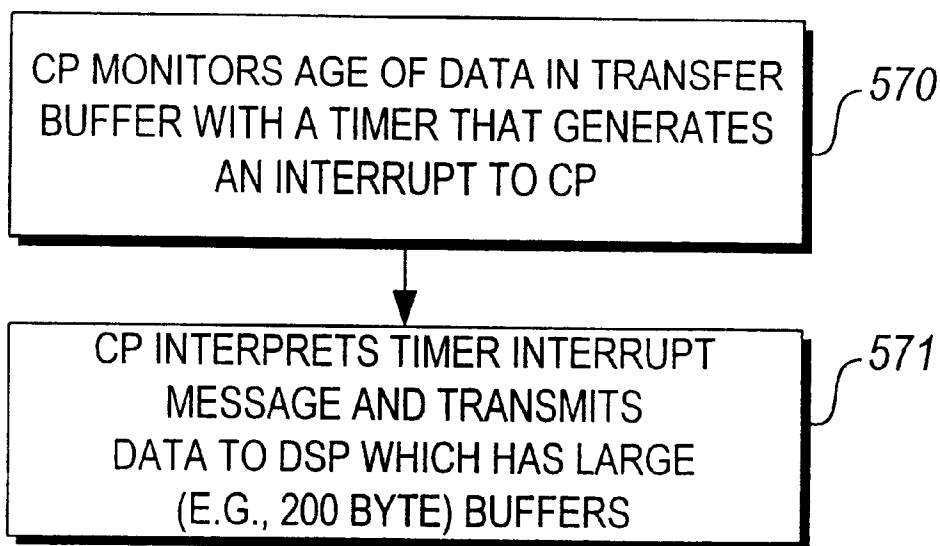 CP MONITORS AGE OF DATA IN TRANSFER
BUFFER WITH A TIMER THAT GENERATES
AN INTERRUPT TO CP
570
CP INTERPRETS TIMER INTERRUPT
MESSAGE AND TRANSMITS
DATA TO DSP WHICH HAS LARGE
(E.G., 200 BYTE) BUFFERS
571